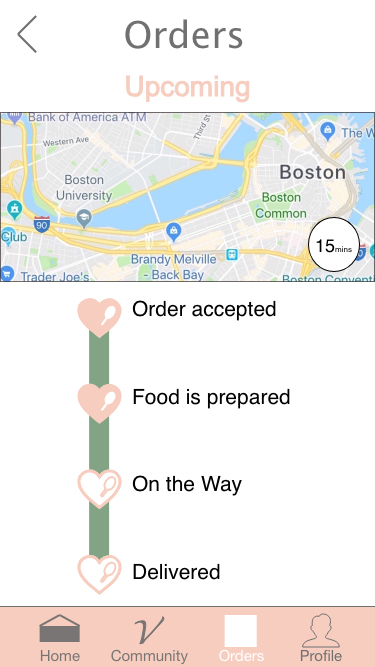 Orders
Upcoming
Bank of America ATM
Third St
The W
Western Ave
Boston
Boston
University
Boston
Common
90
Club
15mins
Brandy Melville
- Back Bay
Trader Joe's
Boston Conventi
Order accepted
Food is prepared
On the Way
Delivered
Home
Community
Orders
Profile